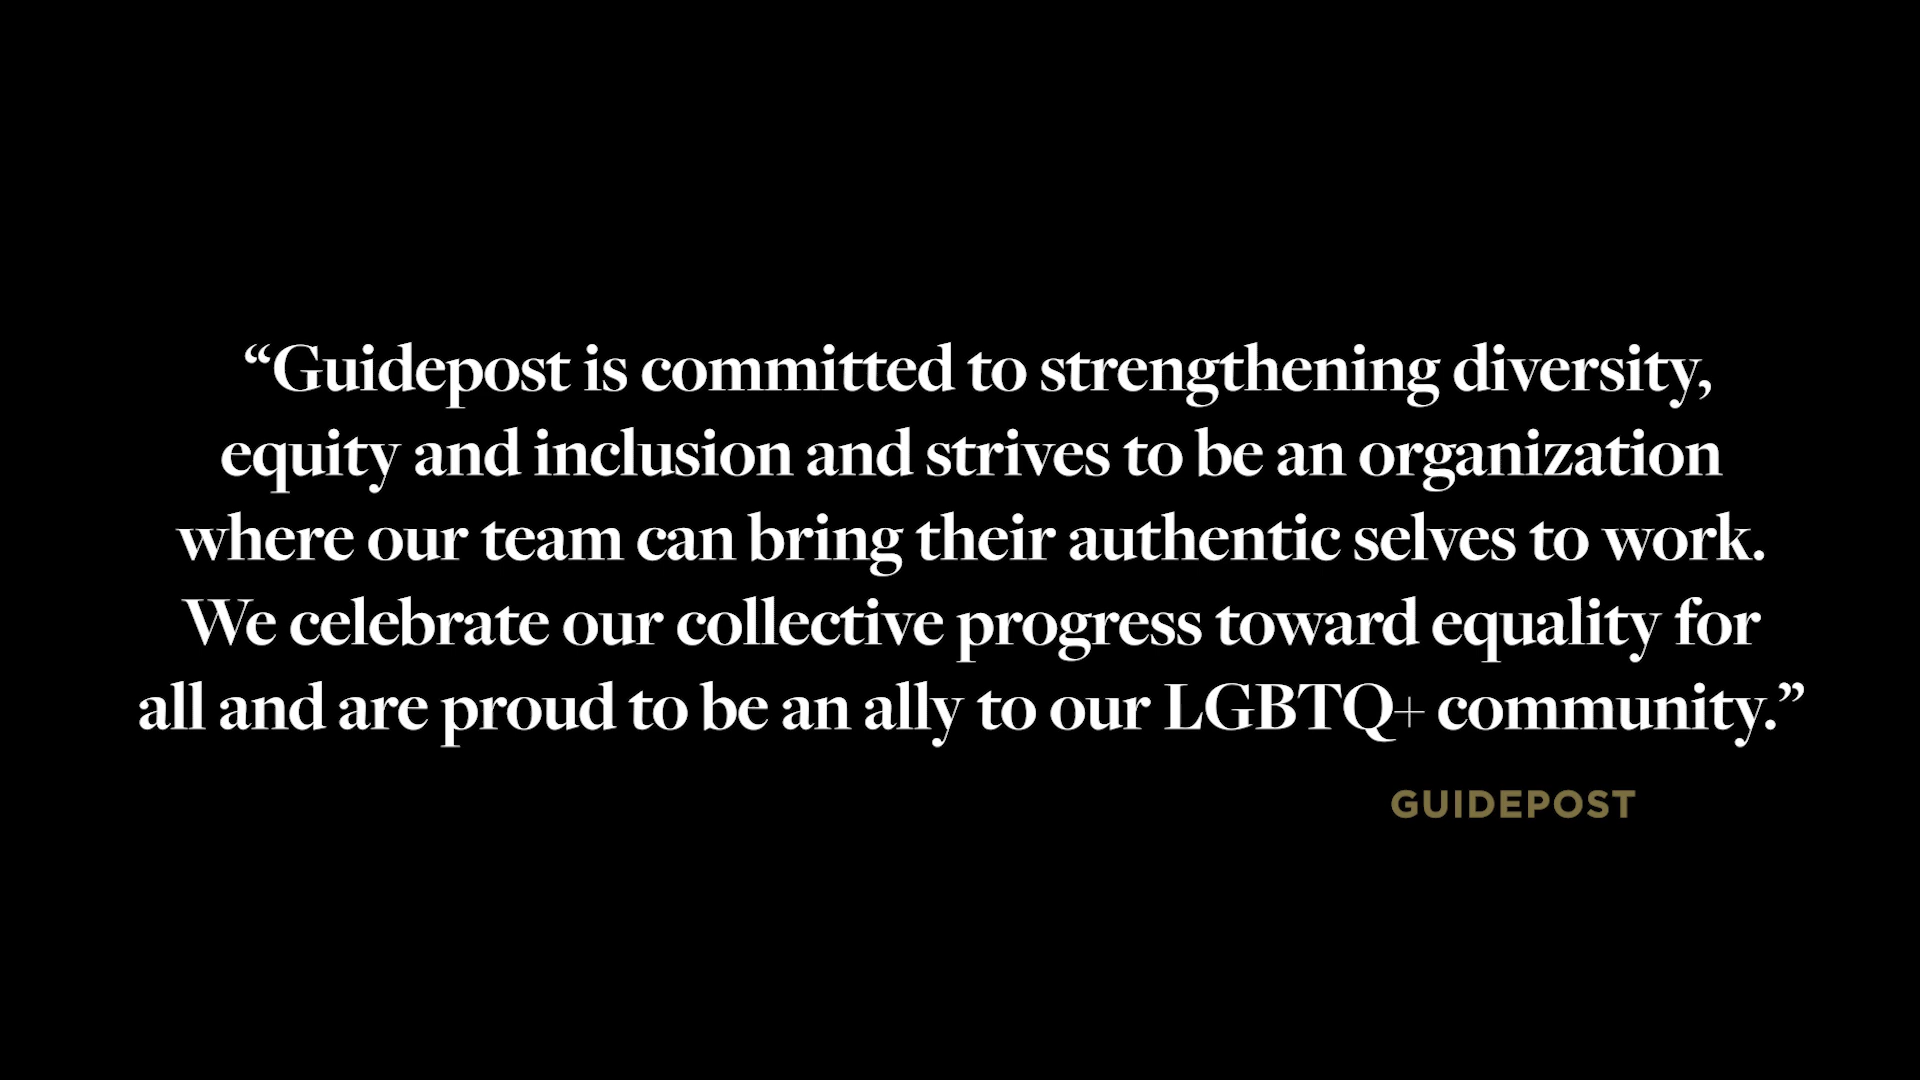 “Guidepost is committed to strengthening diversity,
equity and inclusion and strives to be an organization
where our team can bring their authentic selves to work.
We celebrate our collective progress toward equality for
all and are proud to be an ally to our LGBTQ+ community.”
GUIDEPOST